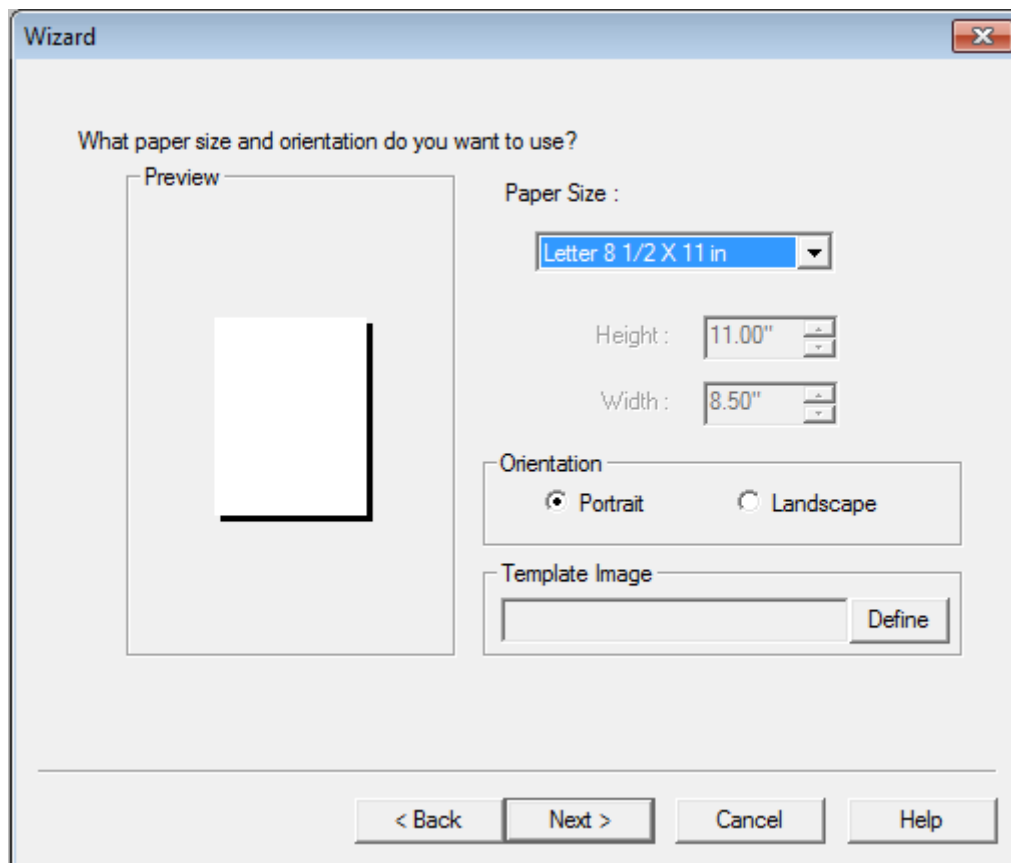 Wizard
What paper size and orientation do you want to use?
Preview
Paper Size :
Letter 8 1/2 X 11 in
Height : 11.00"
Width : 8.50"
Orientation
Portrait Landscape
Template Image
Define
< Back Next > Cancel Help